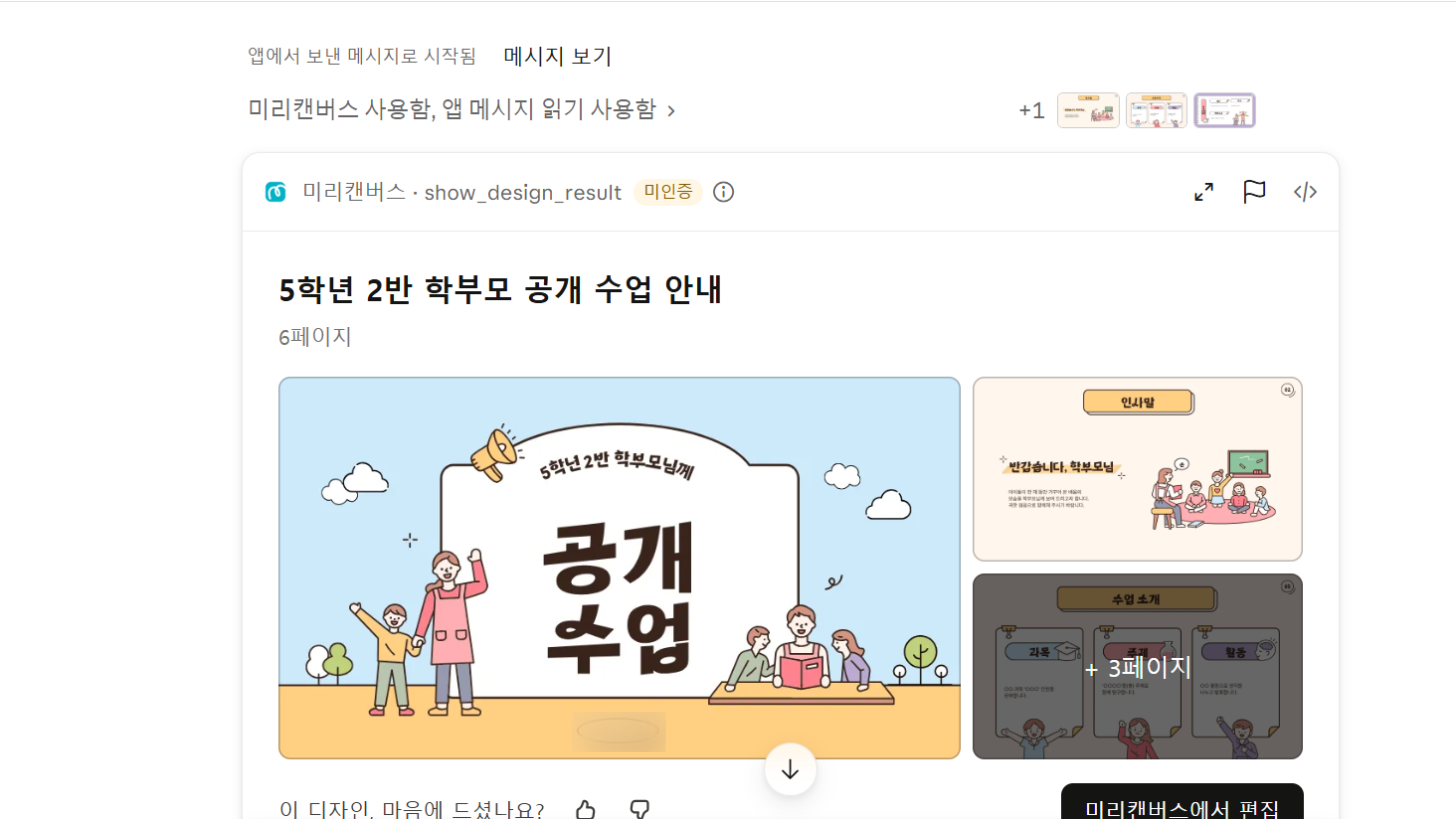 앱에서 보낸 메시지로 시작됨 메시지 보기
미리캔버스 사용함, 앱 메시지 읽기 사용함 >
+1
미리캔버스 · show_design_result 미인증
5학년 2반 학부모 공개 수업 안내
6페이지
5학년 2반 학부모님께
공개
수업
인사말
반갑습니다, 학부모님
수업 소개
과목
주제
활동
+ 3페이지
이 디자인, 마음에 드셨나요?
미리캔버스에서 편집